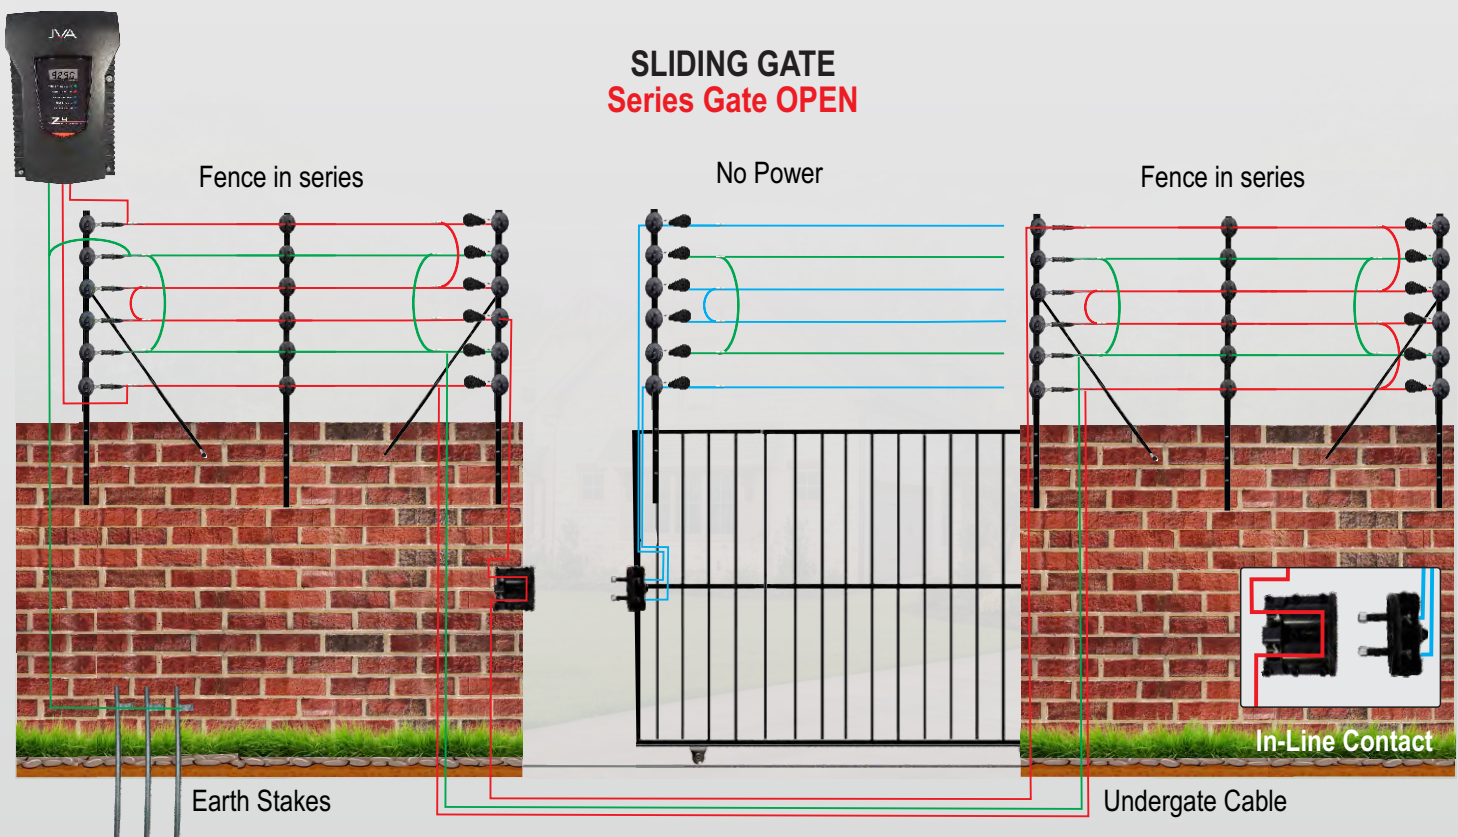 JVA
SLIDING GATE
Series Gate OPEN
Fence in series
No Power
Fence in series
In-Line Contact
Earth Stakes
Undergate Cable